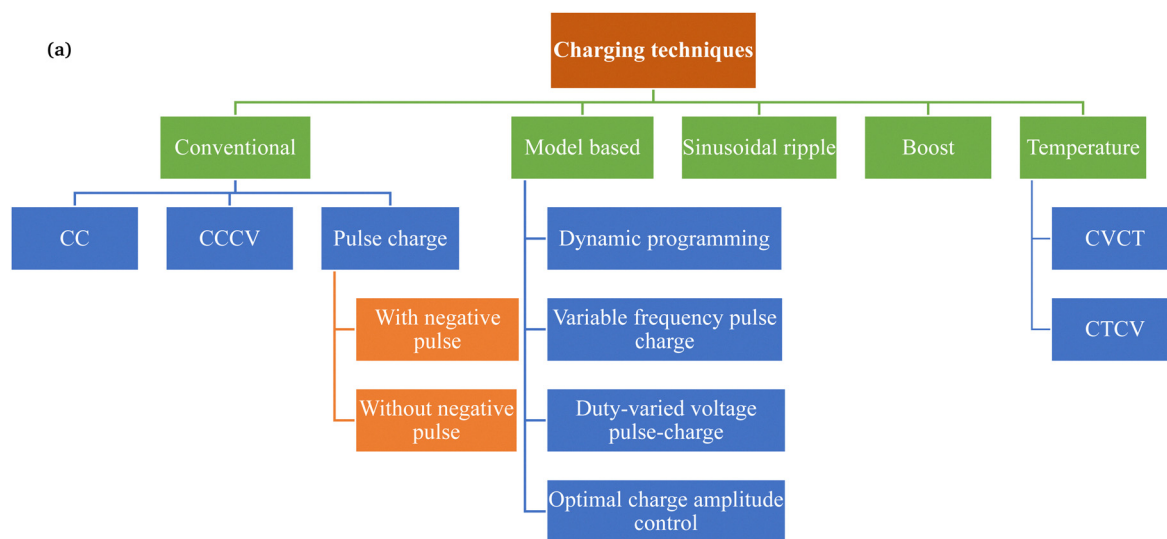 (a)
Charging techniques
Conventional
Model based
Sinusoidal ripple
Boost
Temperature
CC
CCCV
Pulse charge
With negative
pulse
Without negative
pulse
Dynamic programming
Variable frequency pulse
charge
Duty-varied voltage
pulse-charge
Optimal charge amplitude
control
CVCT
CTCV